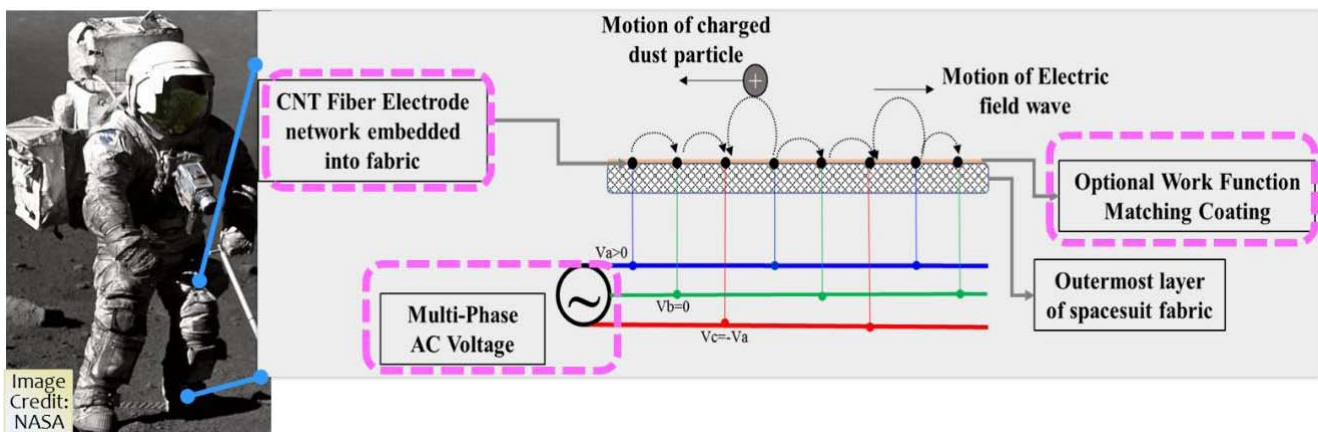 Motion of charged
dust particle
+
Motion of Electric
field wave
CNT Fiber Electrode
network embedded
into fabric
Optional Work Function
Matching Coating
Va>0
Outermost layer
of spacesuit fabric
~
Vb=0
Multi-Phase
AC Voltage
Vc=-Va
Image
Credit:
NASA